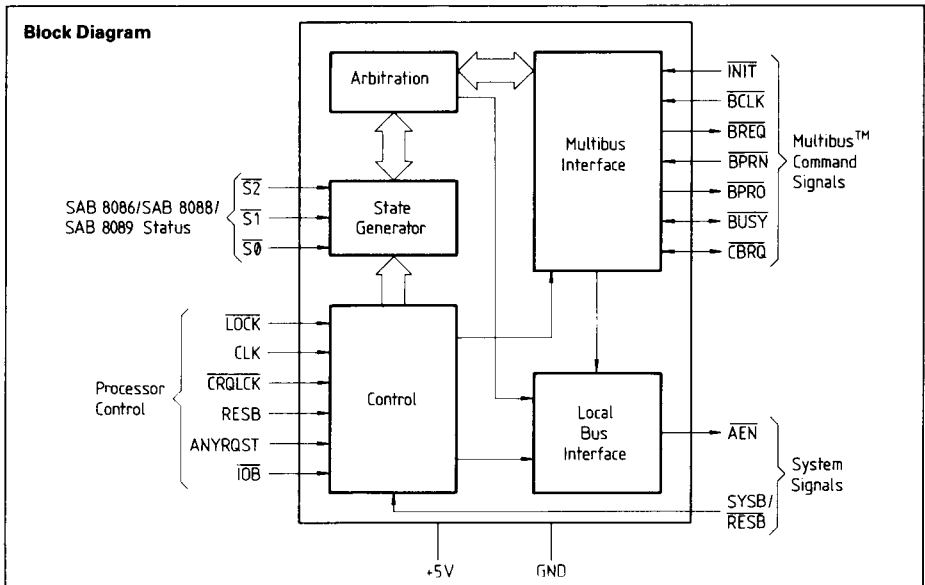 Block Diagram
Arbitration
State
Generator
Control
Multibus
Interface
Local
Bus
Interface
SAB 8086/SAB 8088/
SAB 8089 Status
S2
S1
S0
Processor
Control
LOCK
CLK
CRQLCK
RESB
ANYRQST
IOB
INIT
BCLK
BREQ
BPRN
BPRO
BUSY
CBRQ
Multibus™
Command
Signals
AEN
SYSB/
RESB
System
Signals
+5V
GND